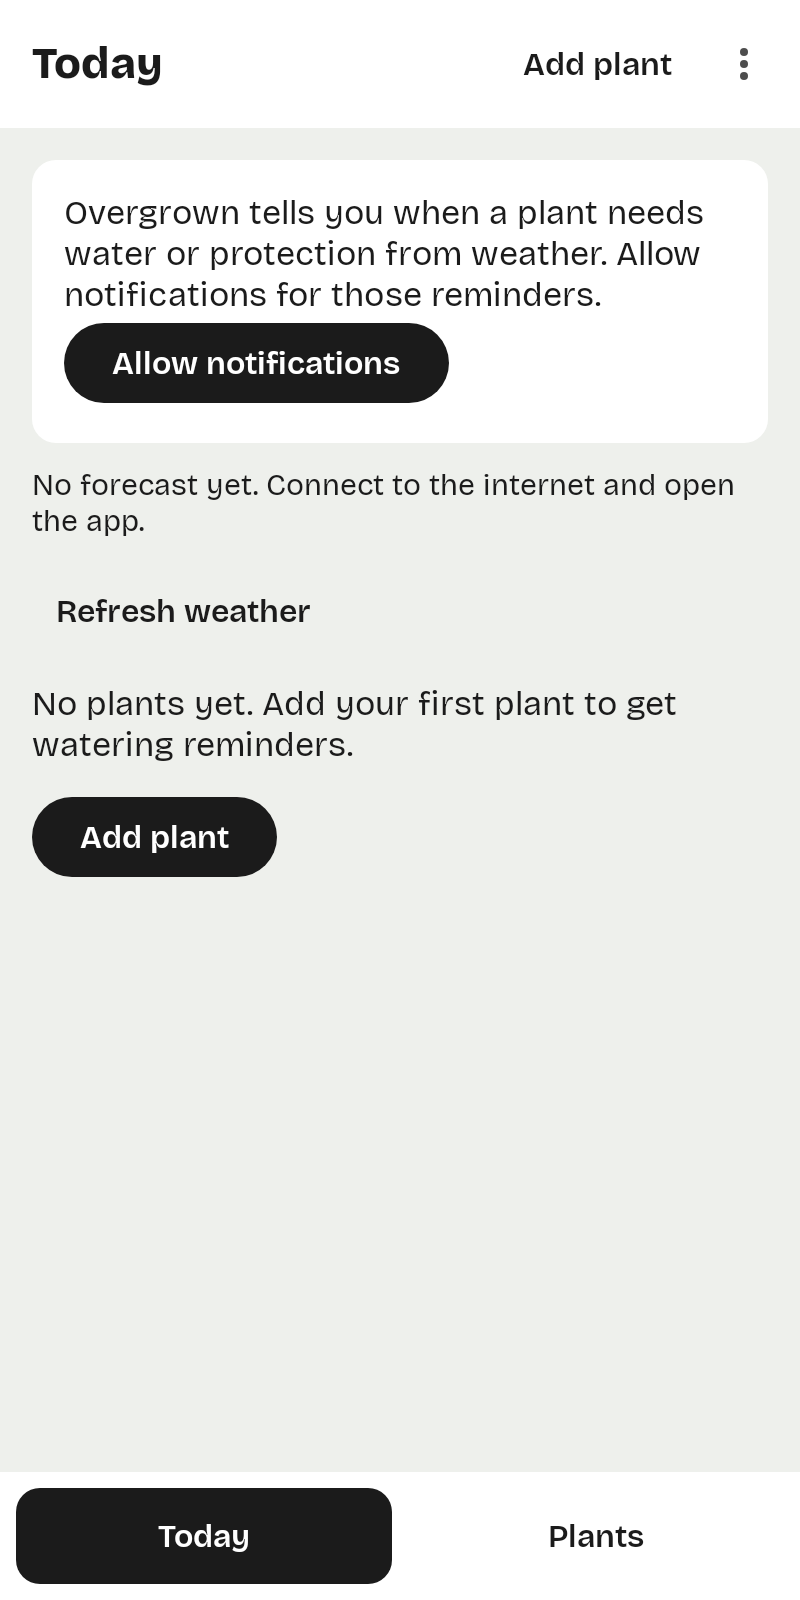 Today
Add plant
Overgrown tells you when a plant needs
water or protection from weather. Allow
notifications for those reminders.
Allow notifications
No forecast yet. Connect to the internet and open
the app.
Refresh weather
No plants yet. Add your first plant to get
watering reminders.
Add plant
Today
Plants